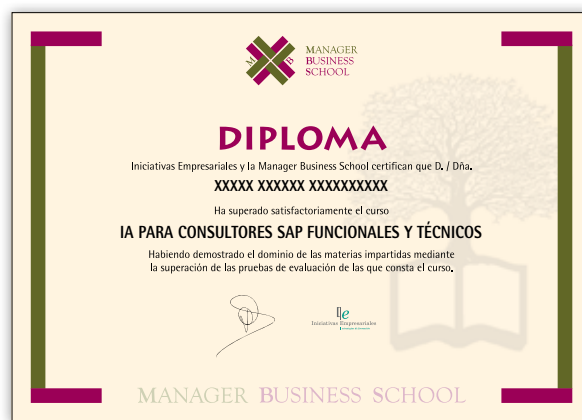 M B
MANAGER
BUSINESS
SCHOOL
DIPLOMA
Iniciativas Empresariales y la Manager Business School certifican que D. / Dña.
XXXXX XXXXXX XXXXXXXXXX
Ha superado satisfactoriamente el curso
IA PARA CONSULTORES SAP FUNCIONALES Y TÉCNICOS
Habiendo demostrado el dominio de las materias impartidas mediante
la superación de las pruebas de evaluación de las que consta el curso.
Iniciativas Empresariales
MANAGER BUSINESS SCHOOL